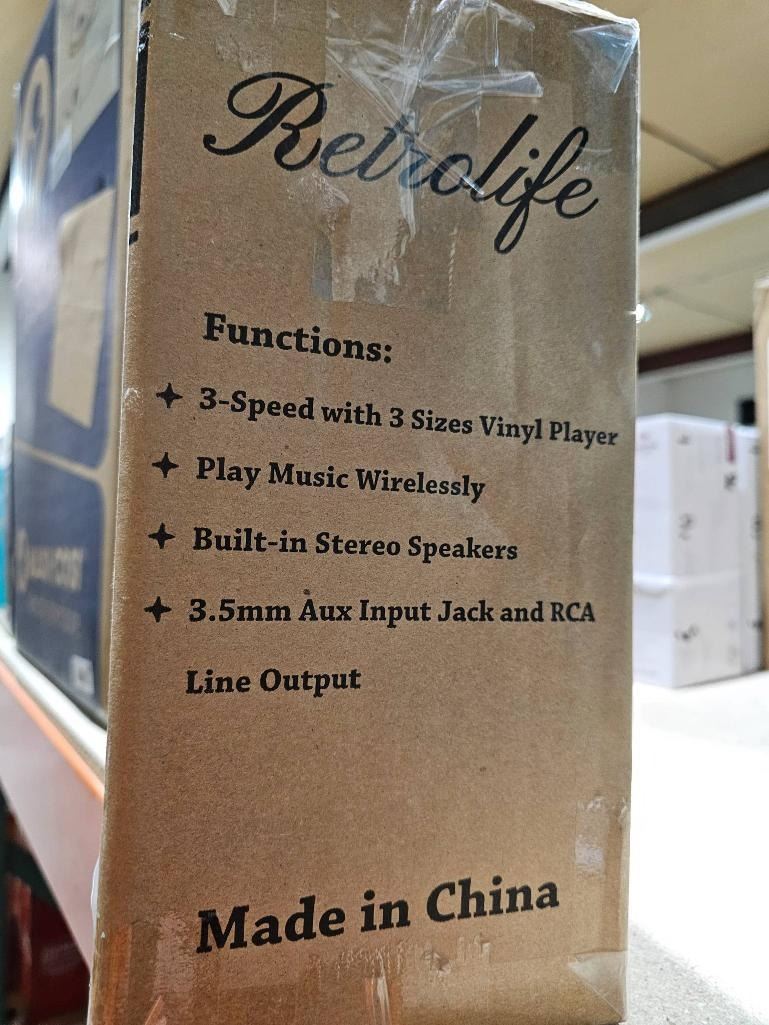 Retrolife
Functions:
3-Speed with 3 Sizes Vinyl Player
Play Music Wirelessly
Built-in Stereo Speakers
3.5mm Aux Input Jack and RCA
Line Output
Made in China